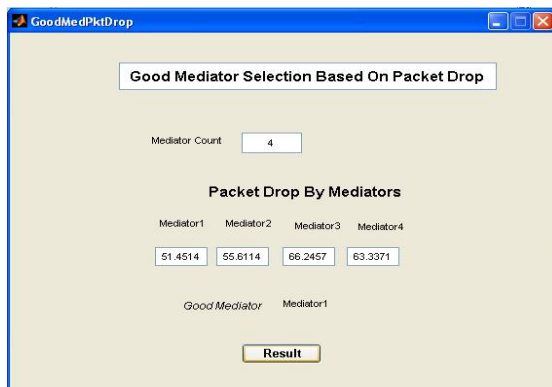 GoodMedPktDrop
Good Mediator Selection Based On Packet Drop
Mediator Count 4
Packet Drop By Mediators
Mediator1 Mediator2 Mediator3 Mediator4
51.4514 55.6114 66.2457 63.3371
Good Mediator Mediator1
Result